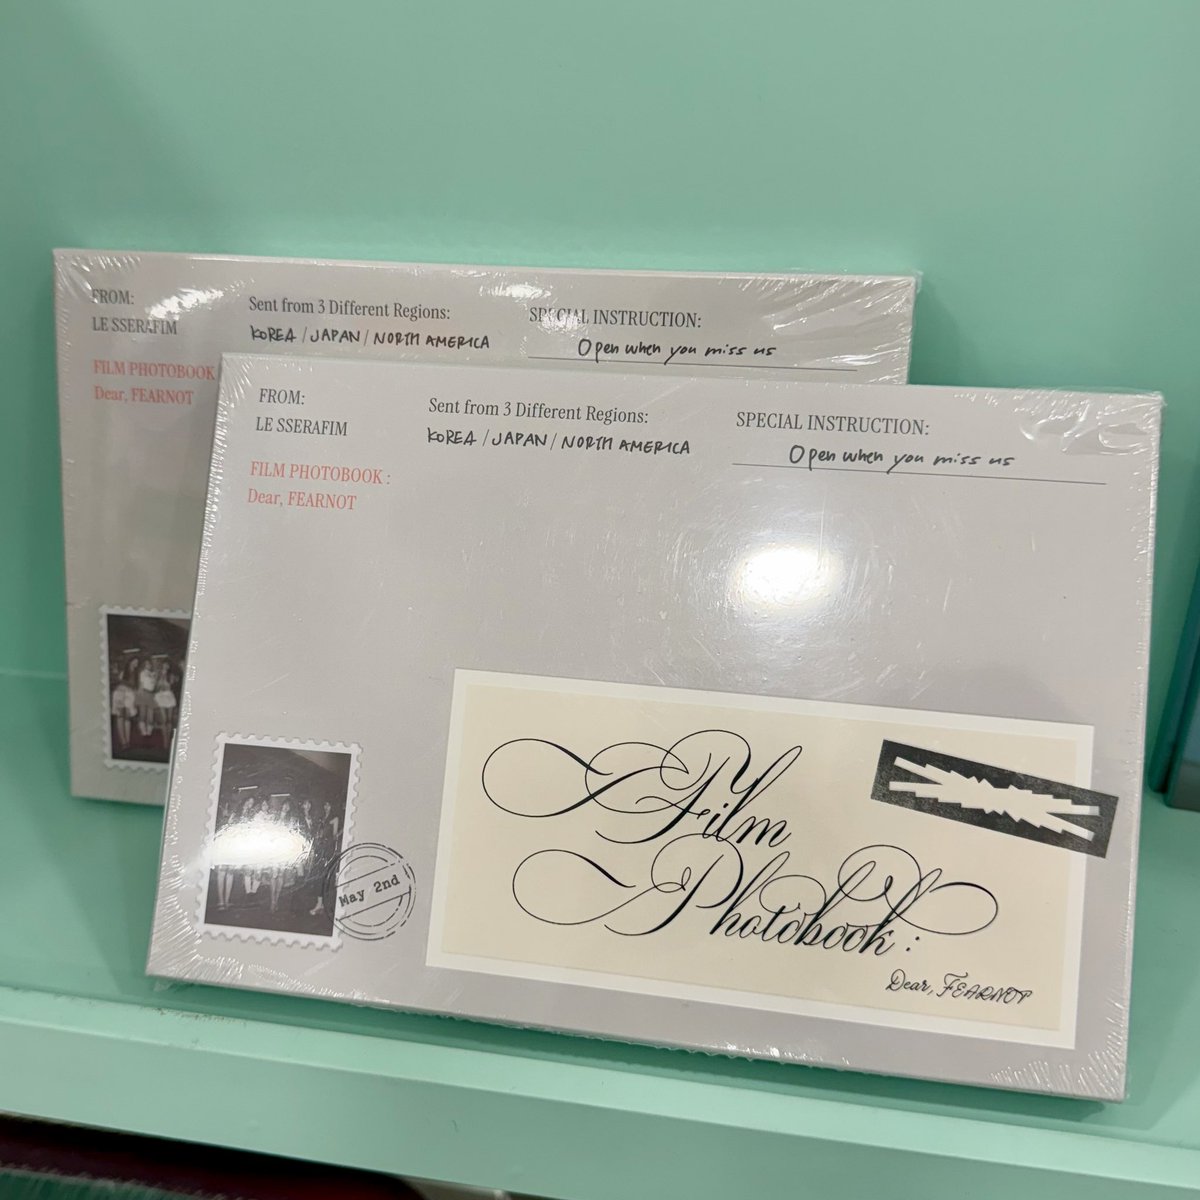 FROM:
LE SSERAFIM
FILM PHOTOBOOK
Dear, FEARNOT
Sent from 3 Different Regions:
KOREA / JAPAN / NORTH AMERICA
SPECIAL INSTRUCTION:
Open when you miss us
FROM:
LE SSERAFIM
FILM PHOTOBOOK :
Dear, FEARNOT
Sent from 3 Different Regions:
KOREA / JAPAN / NORTH AMERICA
SPECIAL INSTRUCTION:
Open when you miss us
May 2nd
Film
Photobook :
Dear, FEARNOT